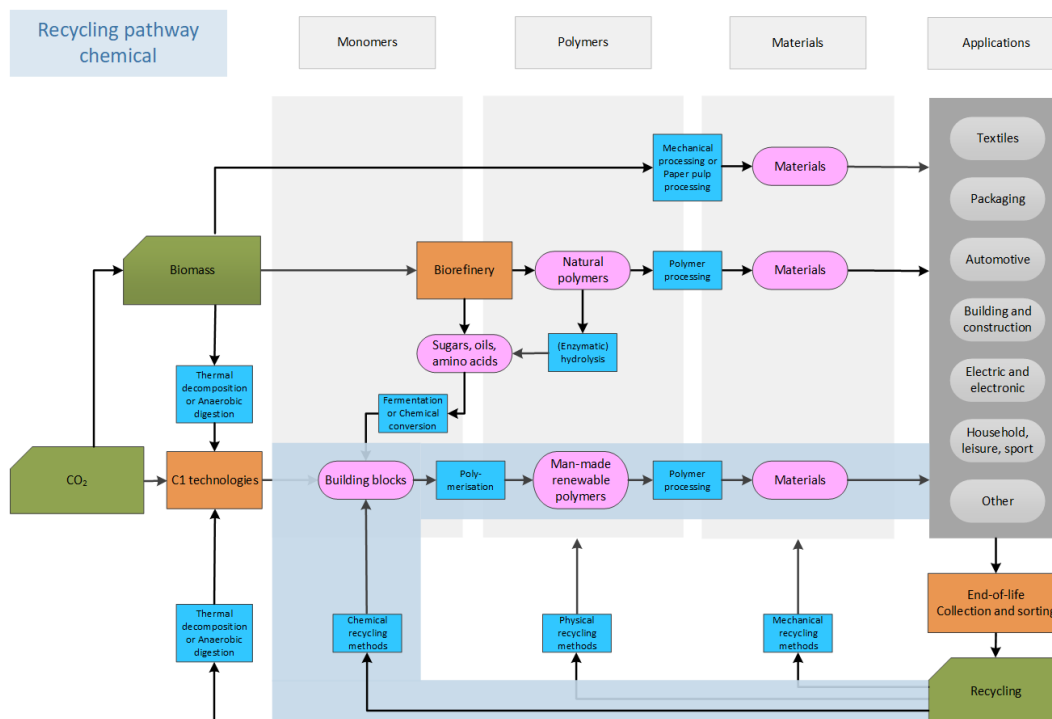 Recycling pathway
chemical
Monomers
Polymers
Materials
Applications
Textiles
Mechanical
processing or
Paper pulp
processing
Materials
Packaging
Biomass
Biorefinery
Natural
polymers
Polymer
processing
Materials
Automotive
Building and
construction
Sugars, oils,
amino acids
(Enzymatic)
hydrolysis
Electric and
electronic
Thermal
decomposition
or Anaerobic
digestion
Fermentation
or Chemical
conversion
Household,
leisure, sport
CO₂
C1 technologies
Building blocks
Poly-
merisation
Man-made
renewable
polymers
Polymer
processing
Materials
Other
End-of-life
Collection and sorting
Thermal
decomposition
or Anaerobic
digestion
Chemical
recycling
methods
Physical
recycling
methods
Mechanical
recycling
methods
Recycling